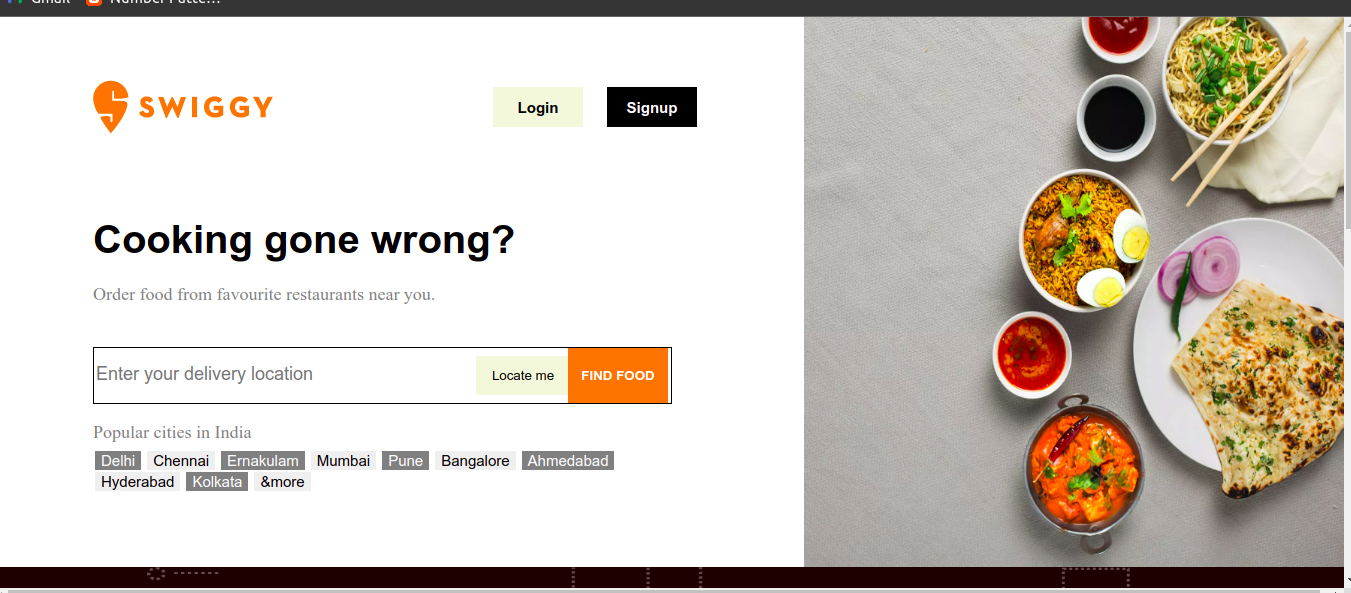 SWIGGY
Login
Signup
Cooking gone wrong?
Order food from favourite restaurants near you.
Enter your delivery location
Locate me
FIND FOOD
Popular cities in India
Delhi Chennai Ernakulam Mumbai Pune Bangalore Ahmedabad
Hyderabad Kolkata &more